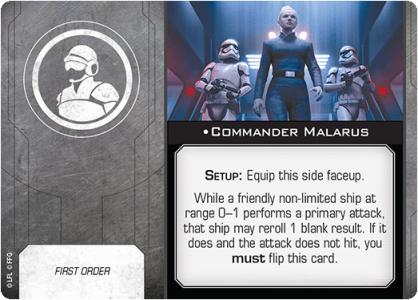 •COMMANDER MALARUS
SETUP: Equip this side faceup.
While a friendly non-limited ship at
range 0–1 performs a primary attack,
that ship may reroll 1 blank result. If it
does and the attack does not hit, you
must flip this card.
FIRST ORDER
© LFL © FFG